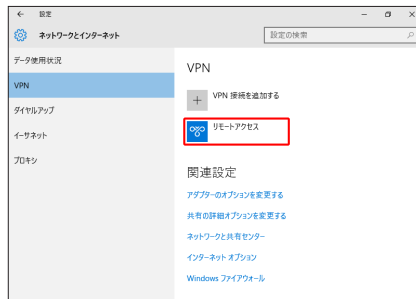 設定
ネットワークとインターネット
設定の検索
データ使用状況
VPN
ダイヤルアップ
イーサネット
プロキシ
VPN
VPN 接続を追加する
リモートアクセス
関連設定
アダプターのオプションを変更する
共有の詳細オプションを変更する
ネットワークと共有センター
インターネット オプション
Windows ファイアウォール